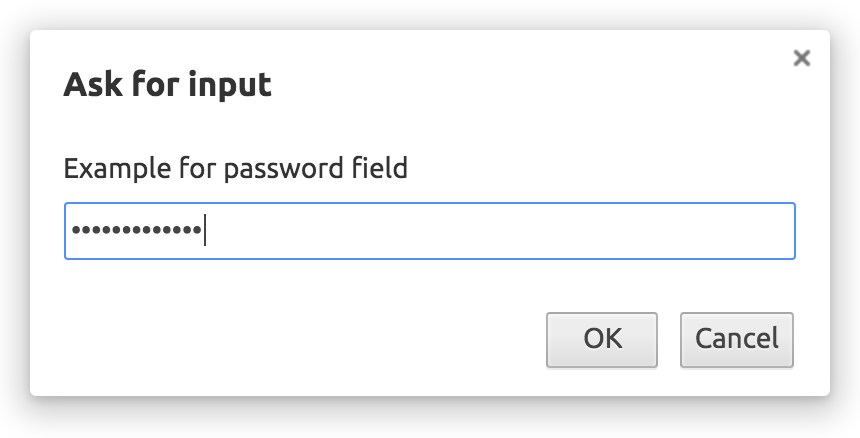 Ask for input
Example for password field
•••••••••••••
OK Cancel